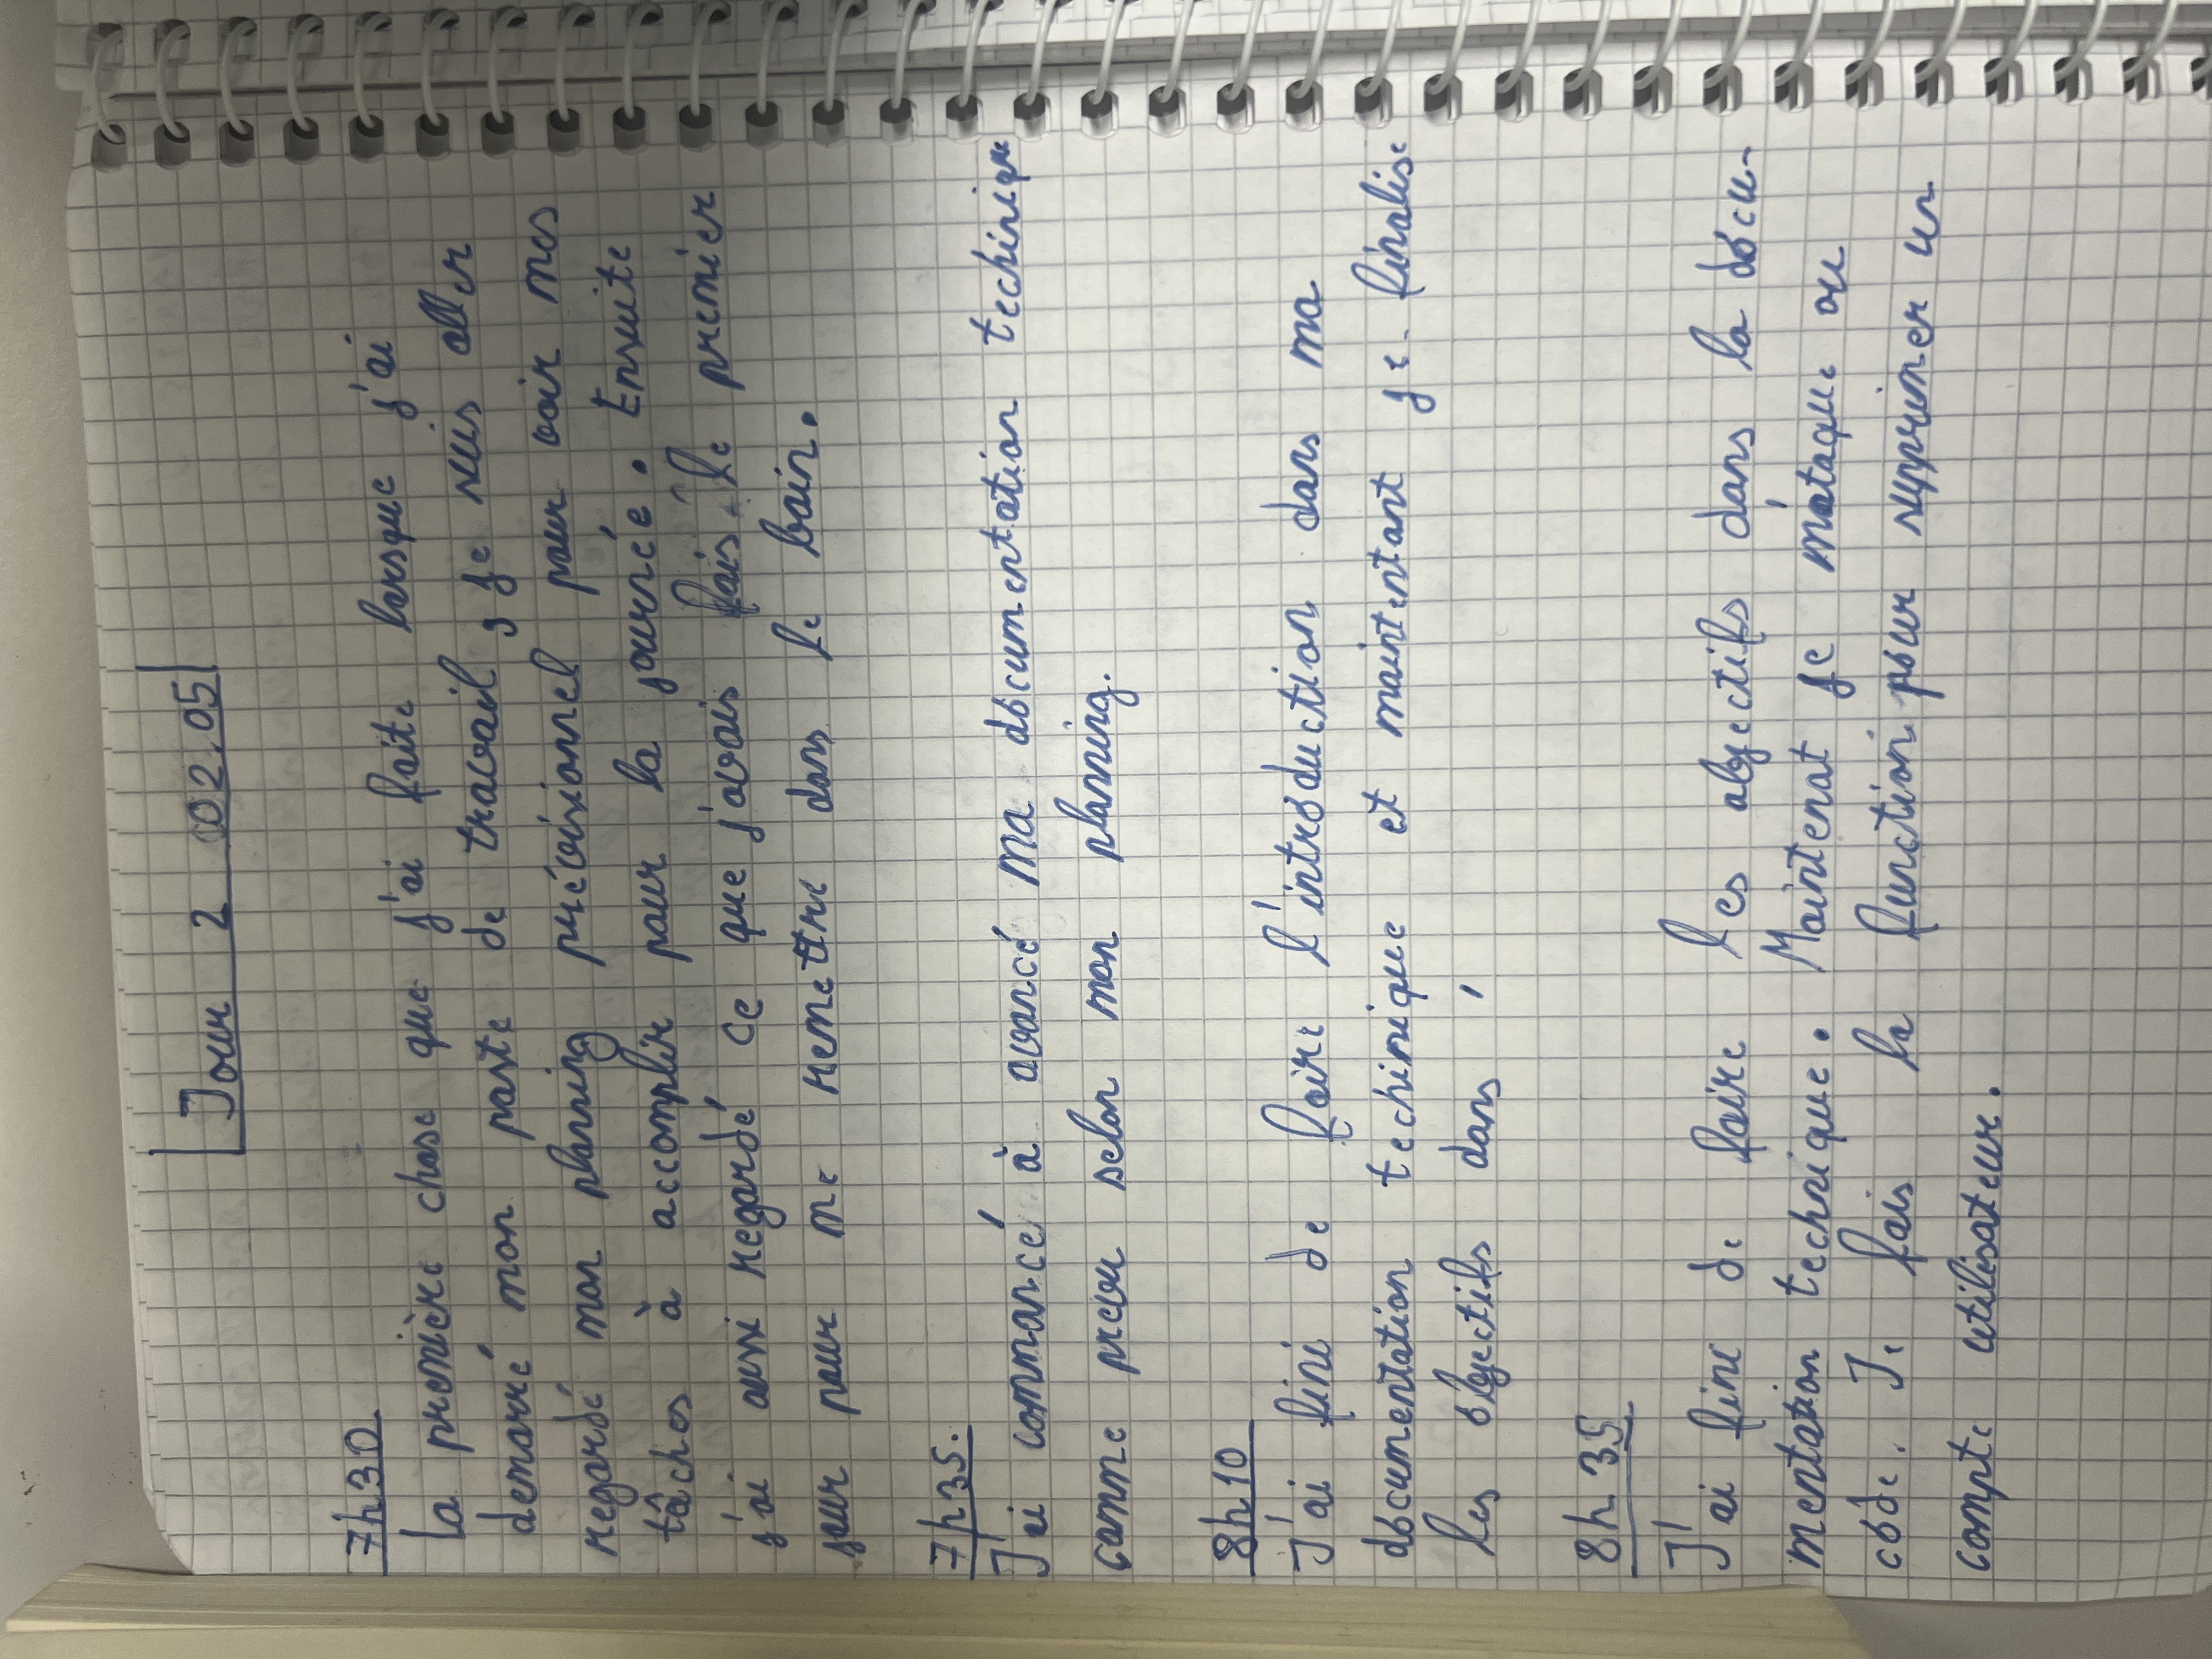 Jour 2 02.05
7h30
La première chose que j'ai faite lorsque j'ai
demarré mon poste de travail, je suis aller
regardé mon planning prévisionnel pour voir mes
tâches à accomplir pour la journée. Ensuite
j'ai aussi regardé ce que j'avais fais le premier
jour pour me remettre dans le bain.
7h35.
J'ai commancé à avancé ma documentation techinique
comme prevu selon mon planning.
8h10
J'ai fini de faire l'introduction dans ma
documentation techinique et maintentant je finalise
les objectifs dans
8h35
J'ai fini de faire les objectifs dans la docu-
mentation technique. Maintenat je m'ataque au
code. Je fais la function pour supprimer un
compte utilisateur.